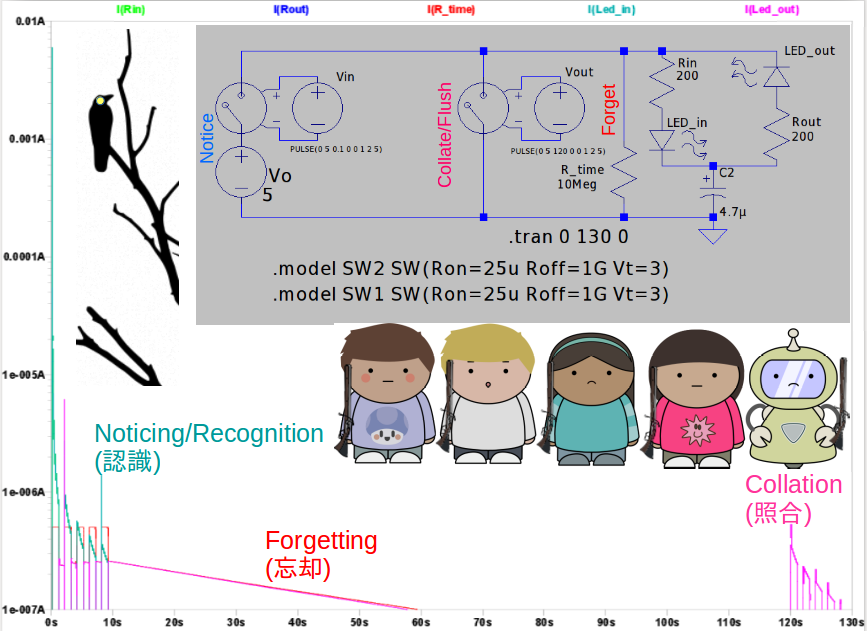 I(Rin) I(Rout) I(R_time) I(Led_in) I(Led_out)
0.01A
0.001A
0.0001A
1e-005A
1e-006A
1e-007A
Vin
PULSE(0 5 0.1 0 0 1 2 5)
Notice
Vo
5
Collate/Flush
Vout
PULSE(0 5 120 0 0 1 2 5)
Forget
R_time
10Meg
Rin
200
LED_in
LED_out
Rout
200
C2
4.7μ
.tran 0 130 0
.model SW2 SW(Ron=25u Roff=1G Vt=3)
.model SW1 SW(Ron=25u Roff=1G Vt=3)
Noticing/Recognition
(認識)
Forgetting
(忘却)
Collation
(照合)
0s 10s 20s 30s 40s 50s 60s 70s 80s 90s 100s 110s 120s 130s